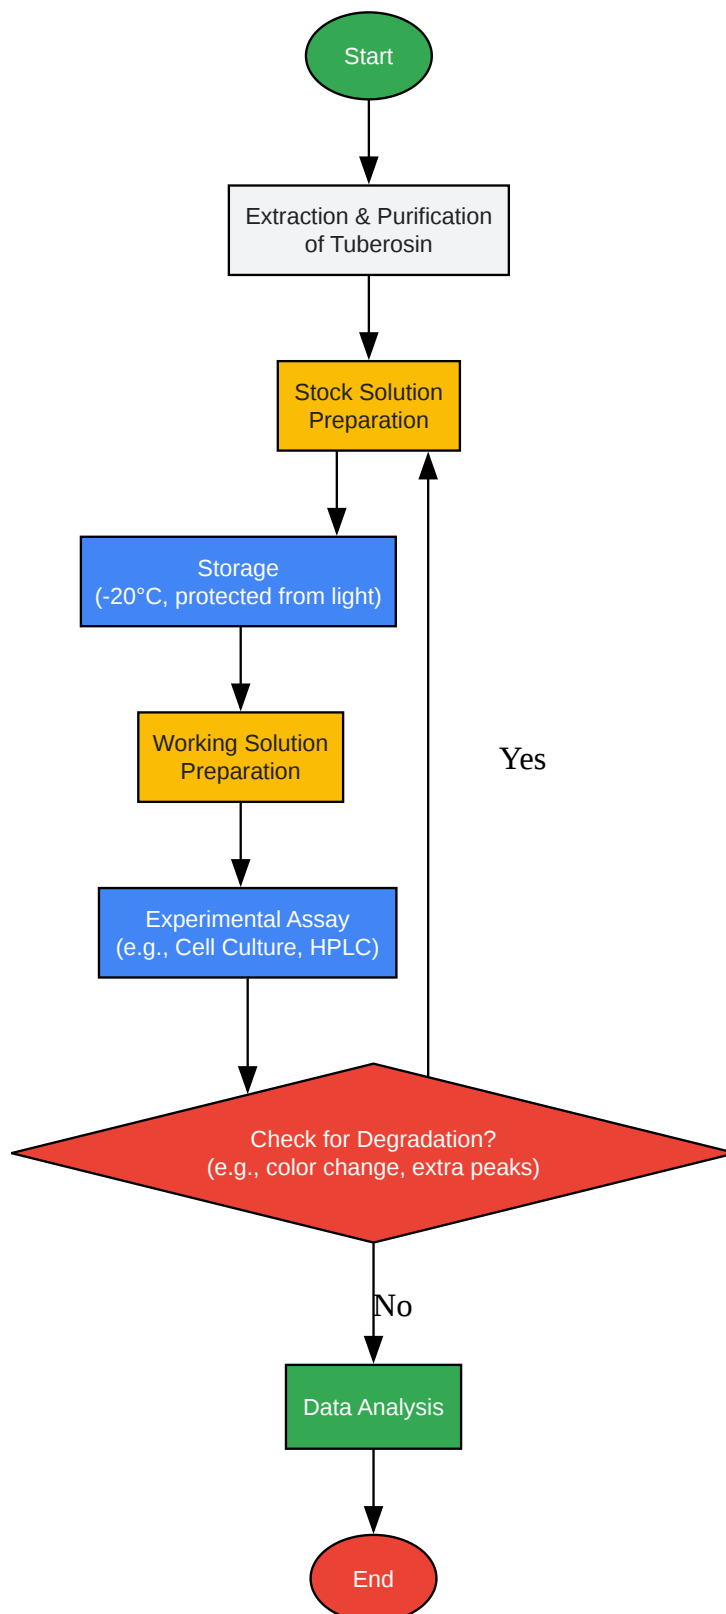 Start
Extraction & Purification
of Tuberosin
Stock Solution
Preparation
Storage
(-20°C, protected from light)
Working Solution
Preparation
Yes
Experimental Assay
(e.g., Cell Culture, HPLC)
Check for Degradation?
(e.g., color change, extra peaks)
No
Data Analysis
End